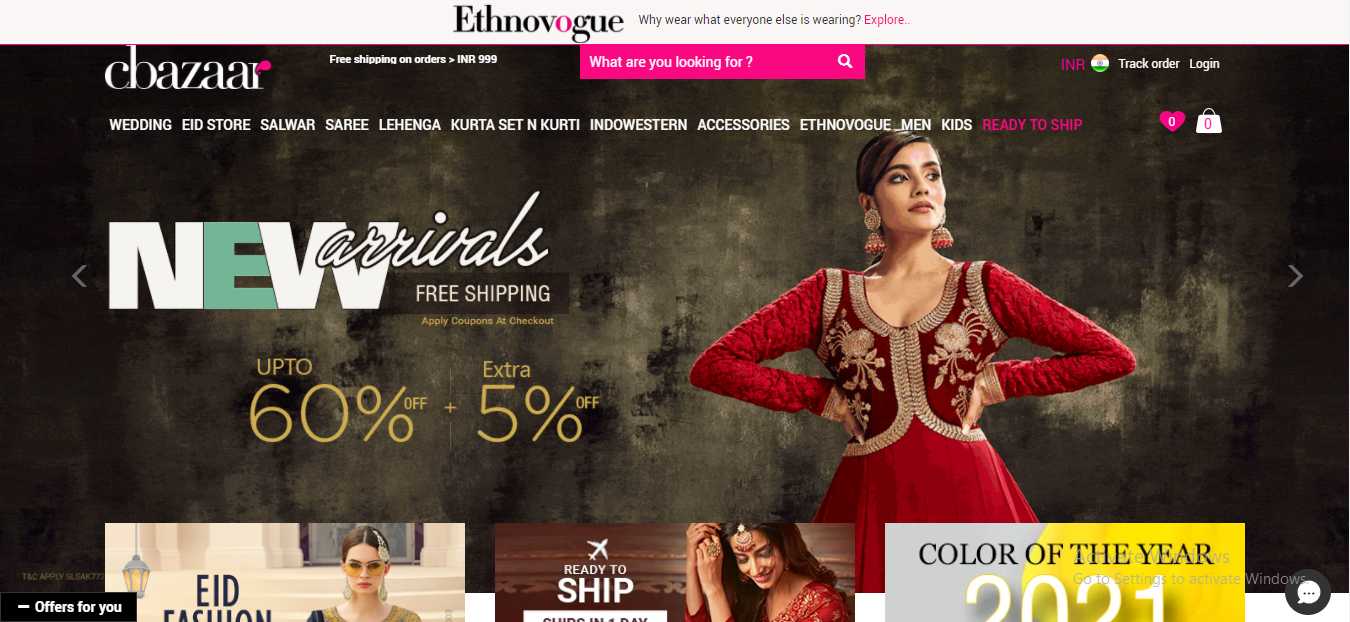 Ethnovogue Why wear what everyone else is wearing? Explore..
cbazaar Free shipping on orders > INR 999 What are you looking for ? INR Track order Login
WEDDING EID STORE SALWAR SAREE LEHENGA KURTA SET N KURTI INDOWESTERN ACCESSORIES ETHNOVOGUE MEN KIDS READY TO SHIP 0 0
NEW arrivals
FREE SHIPPING
Apply Coupons At Checkout
UPTO Extra
60% OFF + 5% OFF
COLOR OF THE YEAR
Activate Windows
READY TO
EID SHIP
T&C APPLY
Go to Settings to activate Windows.
2021
Offers for you
FASHION SHIPS IN 1 DAY